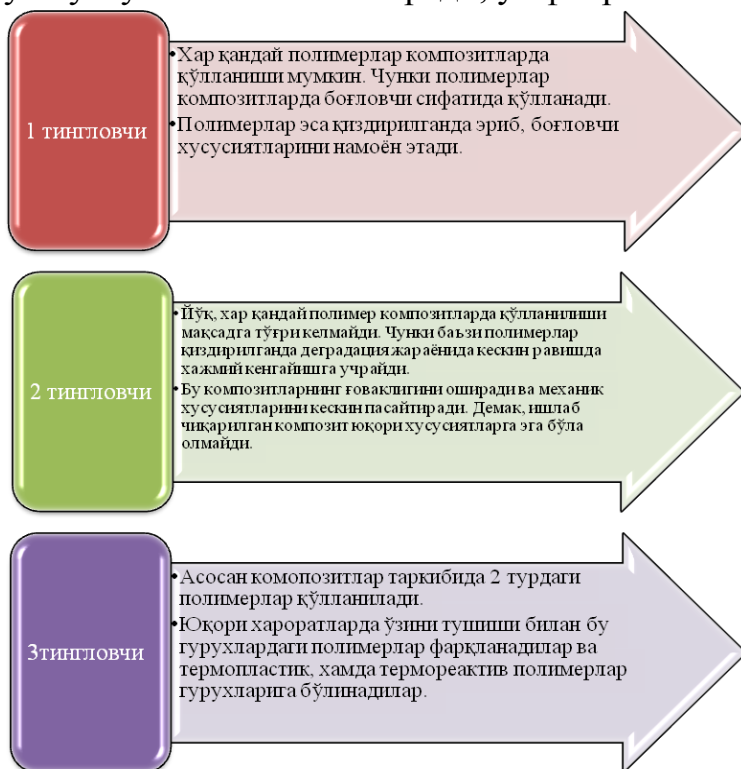 1 тингловчи
•Хар қандай полимерлар композитларда
қўлланиши мумкин. Чунки полимерлар
композитларда боғловчи сифатида қўлланади.
•Полимерлар эса қиздирилганда эриб, боғловчи
хусусиятларини намоён этади.
2 тингловчи
•Йўқ, хар қандай полимер композитларда қўлланилиши
мақсадга тўғри келмайди. Чунки баьзи полимерлар
қиздирилганда деградация жараёнида кескин равишда
хажмий кенгайишга учрайди.
•Бу композитларнинг ғоваклигини оширади ва механик
хусусиятларини кескин пасайтиради. Демак, ишлаб
чиқарилган композит юқори хусусиятларга эга бўла
олмайди.
3тингловчи
•Асосан комопозитлар таркибида 2 турдаги
полимерлар қўлланилади.
•Юқори хароратларда ўзини тушиши билан бу
гурухлардаги полимерлар фарқланадилар ва
термопластик, хамда термореактив полимерлар
гурухларига бўлинадилар.